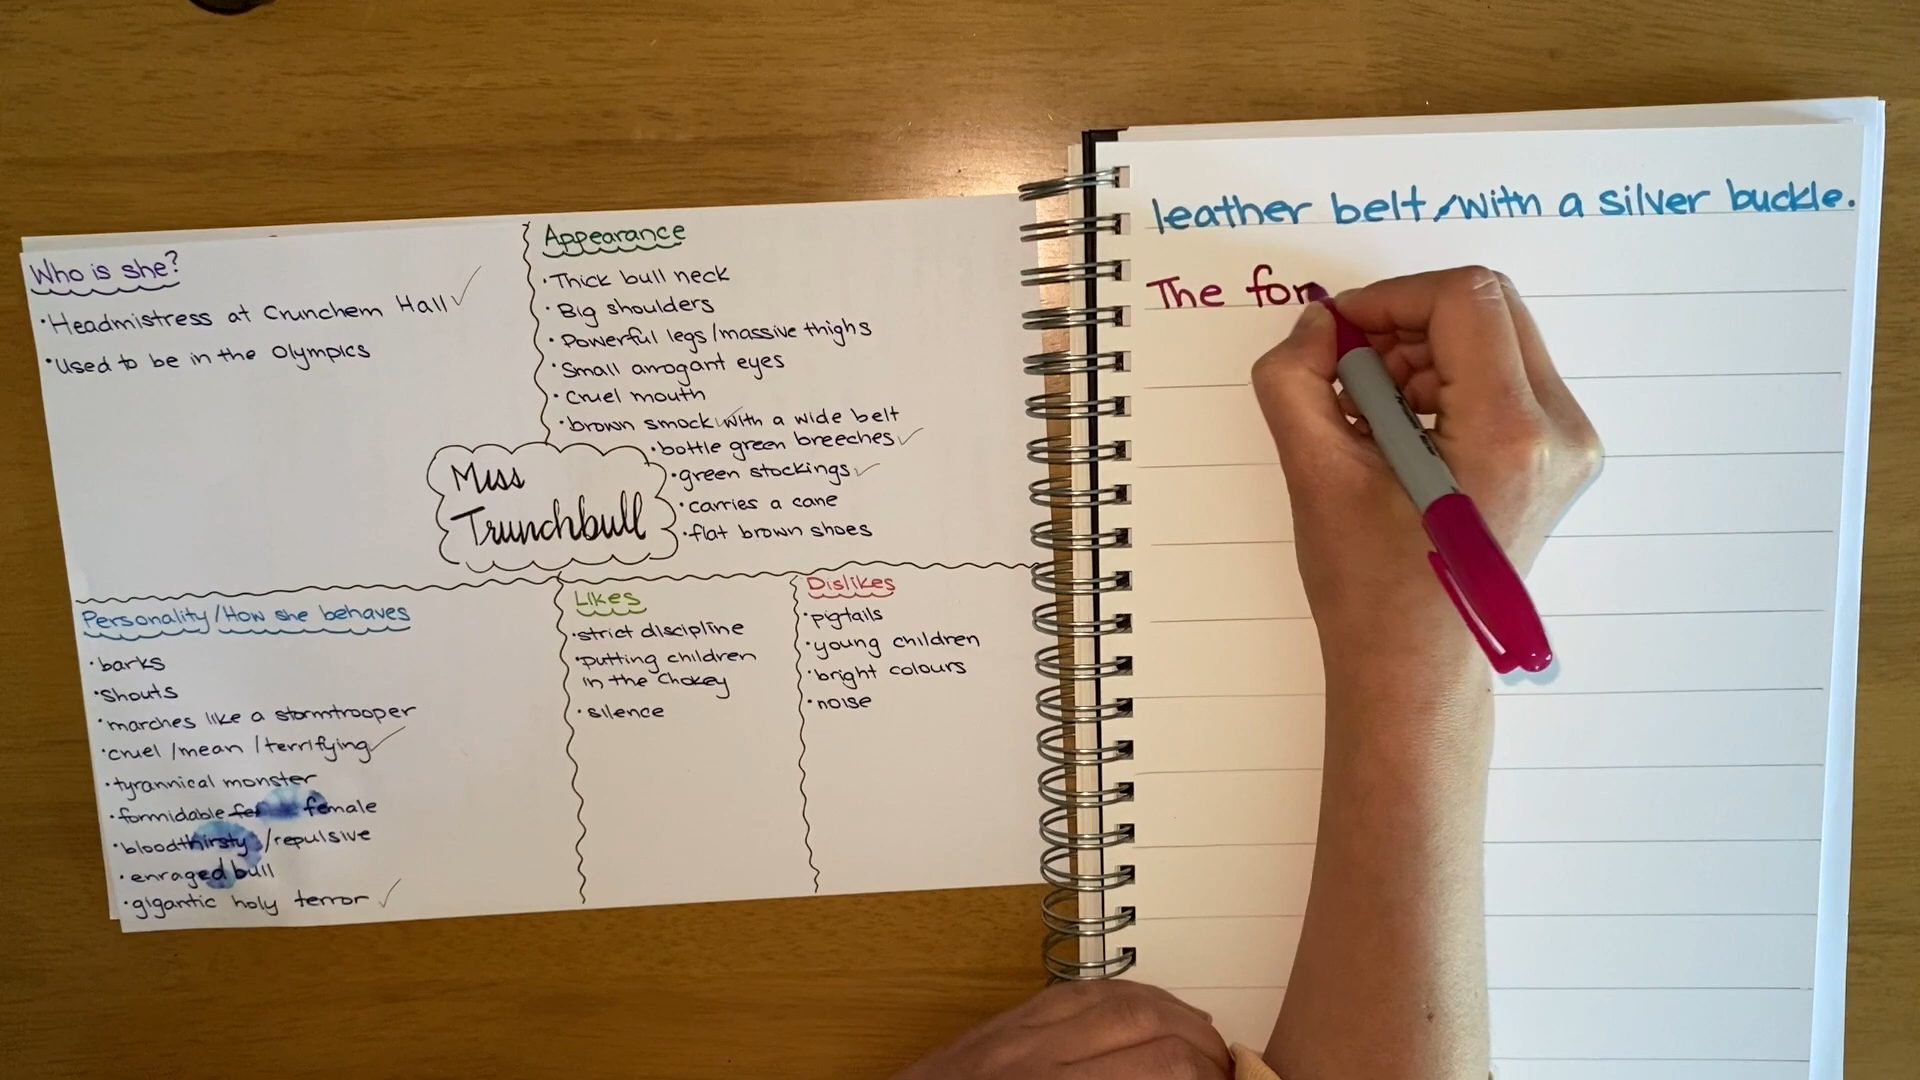 Who is she?
·Headmistress at Crunchem Hall
·Used to be in the Olympics
Appearance
·Thick bull neck
·Big shoulders
·Powerful legs/massive thighs
·Small arrogant eyes
·Cruel mouth
·brown smock with a wide belt
·bottle green breeches
·green stockings
·carries a cane
·flat brown shoes
Miss
Trunchbull
Personality/How she behaves
·barks
·Shouts
·marches like a stormtrooper
·cruel/mean/terrifying
·tyrannical monster
·formidable female
·bloodthirsty/repulsive
·enraged bull
·gigantic holy terror
Likes
·strict discipline
·putting children
in the Chokey
·silence
Dislikes
·pigtails
·young children
·bright colours
·noise
leather belt, with a silver buckle.
The for